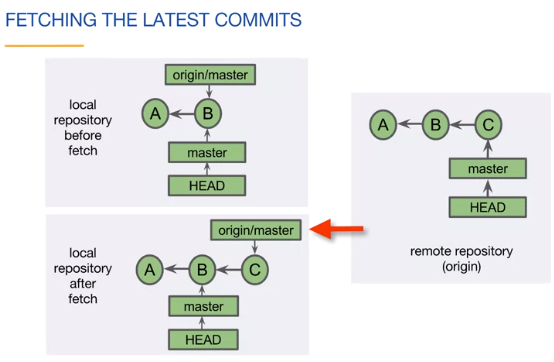 FETCHING THE LATEST COMMITS
local
repository
before
fetch
origin/master
A
B
master
HEAD
local
repository
after
fetch
origin/master
A
B
C
master
HEAD
A
B
C
master
HEAD
remote repository
(origin)